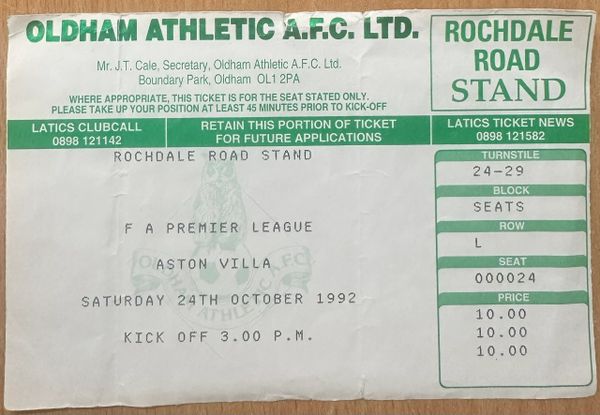 OLDHAM ATHLETIC A.F.C. LTD.
Mr. J.T. Cale, Secretary, Oldham Athletic A.F.C. Ltd.
Boundary Park, Oldham OL1 2PA
WHERE APPROPRIATE, THIS TICKET IS FOR THE SEAT STATED ONLY.
PLEASE TAKE UP YOUR POSITION AT LEAST 45 MINUTES PRIOR TO KICK-OFF
ROCHDALE
ROAD
STAND
LATICS CLUBCALL
0898 121142
RETAIN THIS PORTION OF TICKET
FOR FUTURE APPLICATIONS
LATICS TICKET NEWS
0898 121582
ROCHDALE ROAD STAND
F A PREMIER LEAGUE
ASTON VILLA
SATURDAY 24TH OCTOBER 1992
KICK OFF 3.00 P.M.
OLDHAM ATHLETIC A.F.C.
TURNSTILE
24-29
BLOCK
SEATS
ROW
L
SEAT
000024
PRICE
10.00
10.00
10.00